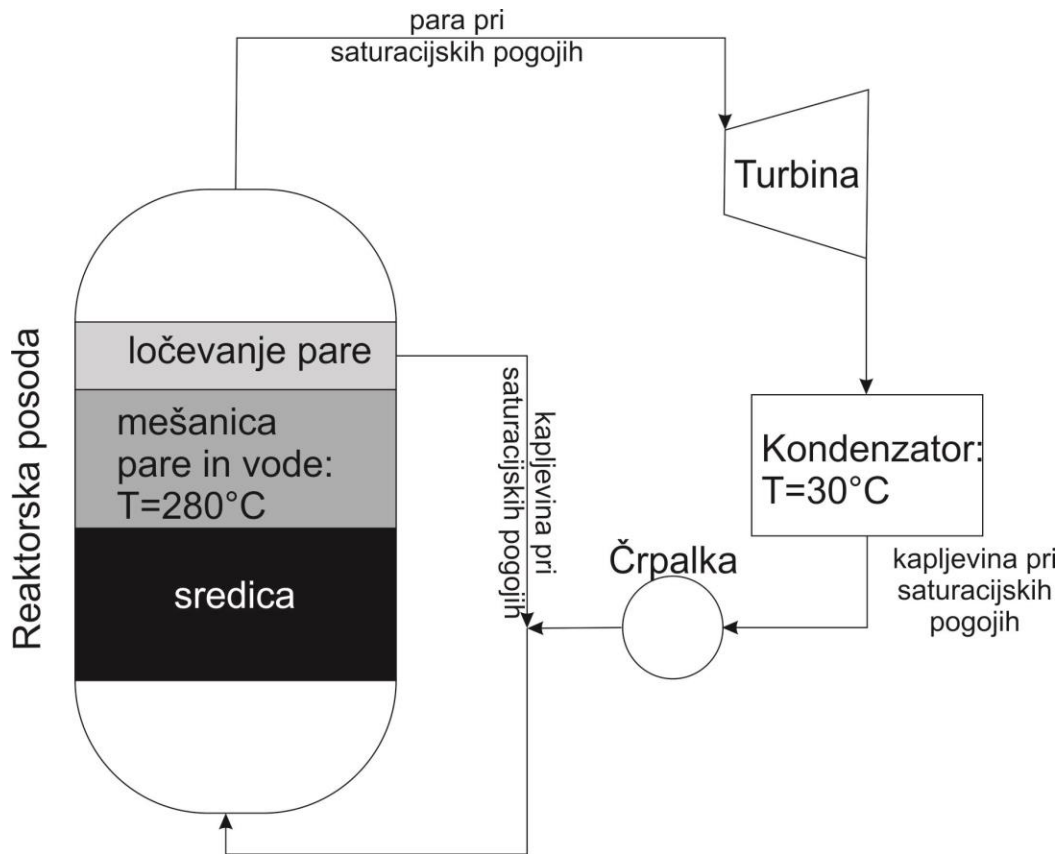 para pri
saturacijskih pogojih
Turbina
Reaktorska posoda
ločevanje pare
mešanica
pare in vode:
T=280°C
sredica
kapljevina pri
saturacijskih pogojih
Kondenzator:
T=30°C
Črpalka
kapljevina pri
saturacijskih
pogojih